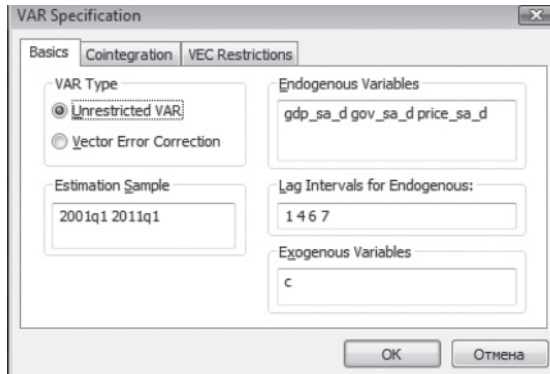 VAR Specification
Basics Cointegration VEC Restrictions
VAR Type
Unrestricted VAR
Vector Error Correction
Endogenous Variables
gdp_sa_d gov_sa_d price_sa_d
Estimation Sample
2001q1 2011q1
Lag Intervals for Endogenous:
1 4 6 7
Exogenous Variables
c
OK Отмена